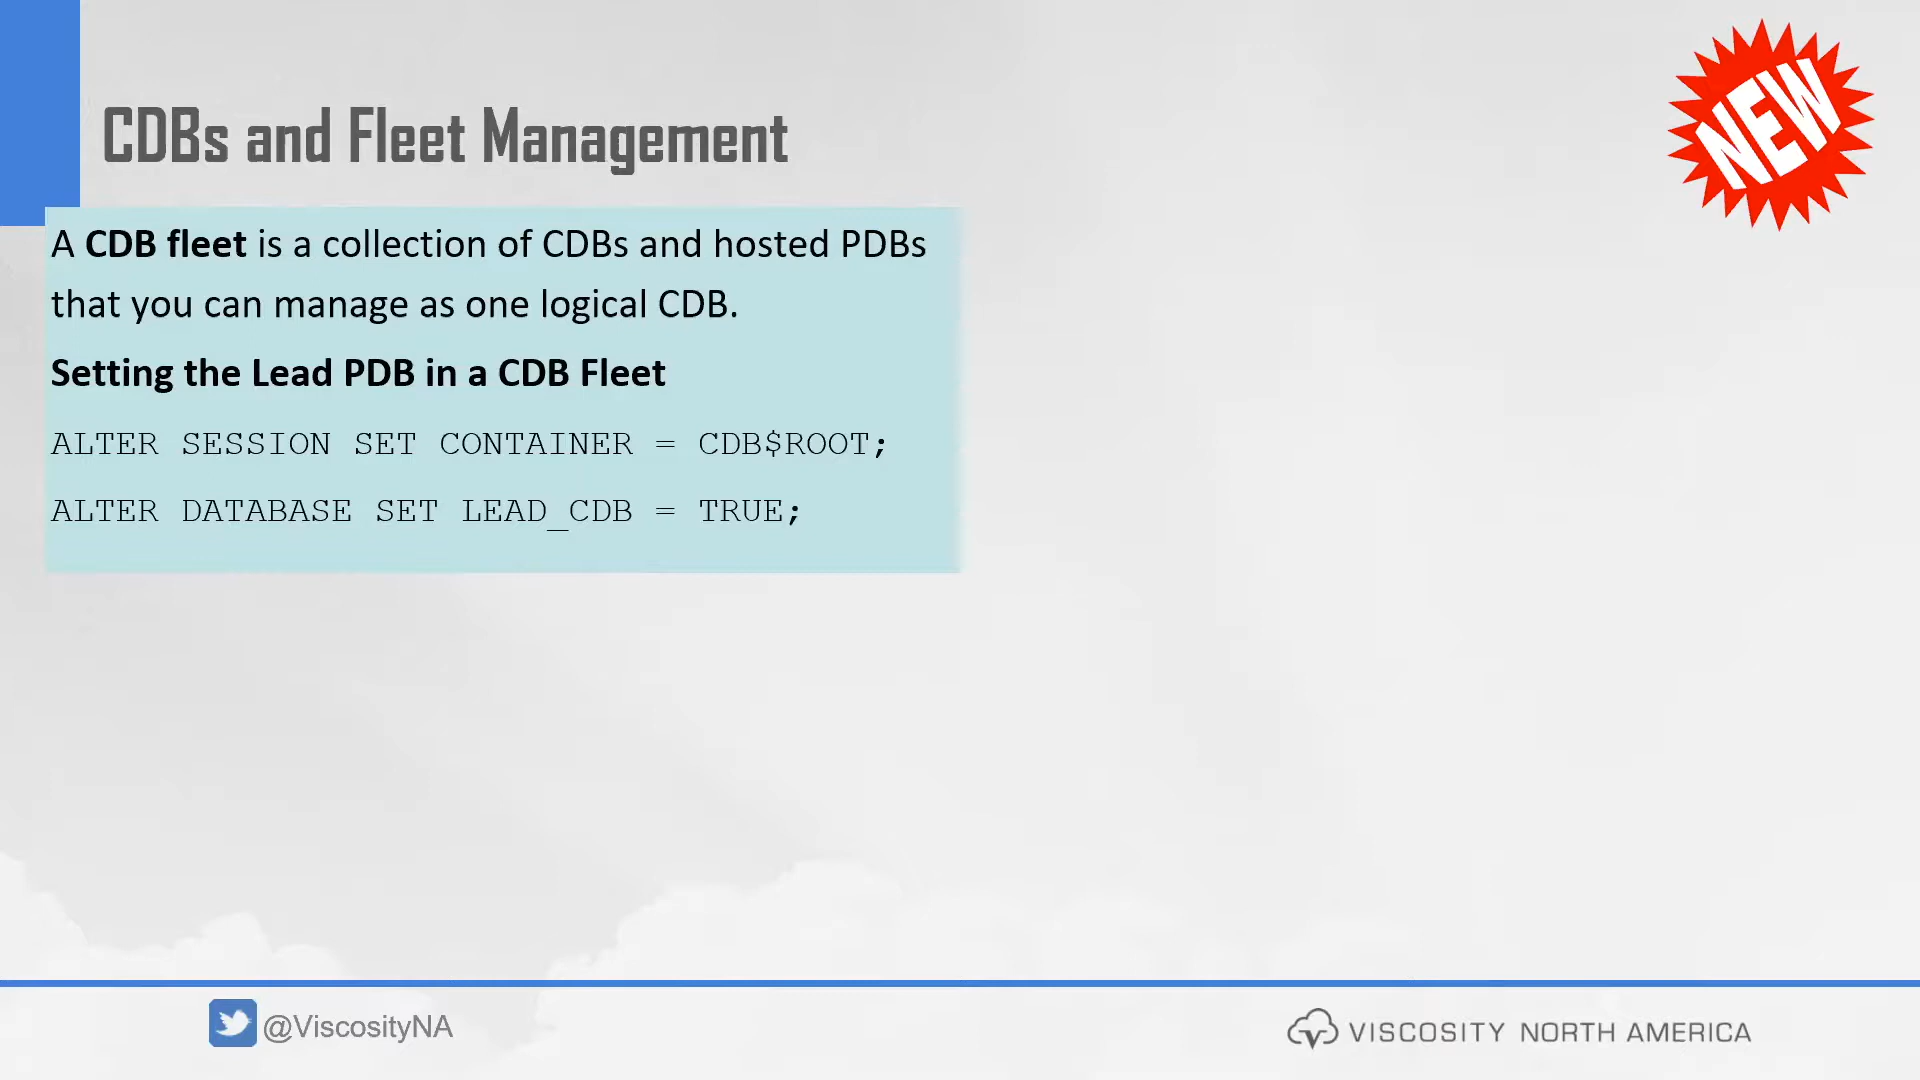 NEW
CDBs and Fleet Management
A CDB fleet is a collection of CDBs and hosted PDBs
that you can manage as one logical CDB.
Setting the Lead PDB in a CDB Fleet
ALTER SESSION SET CONTAINER = CDB$ROOT;
ALTER DATABASE SET LEAD_CDB = TRUE;
@ViscosityNA
VISCOSITY NORTH AMERICA